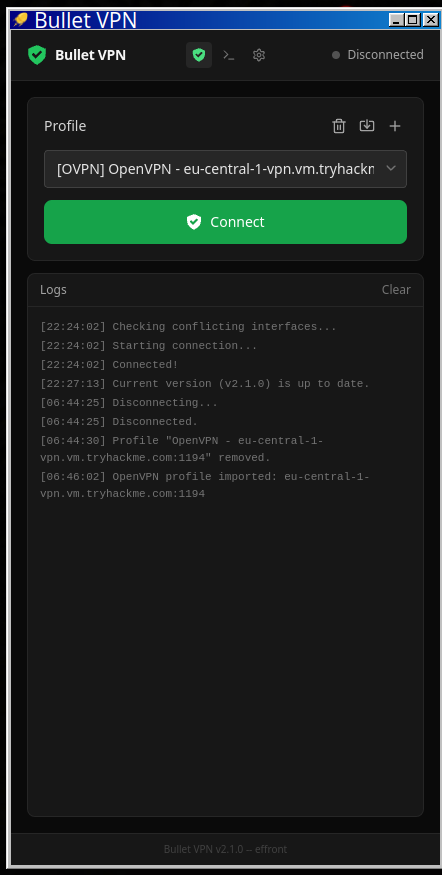 Bullet VPN
Bullet VPN
Disconnected
Profile
[OVPN] OpenVPN - eu-central-1-vpn.vm.tryhackn
Connect
Logs
Clear
[22:24:02] Checking conflicting interfaces...
[22:24:02] Starting connection...
[22:24:02] Connected!
[22:27:13] Current version (v2.1.0) is up to date.
[06:44:25] Disconnecting...
[06:44:25] Disconnected.
[06:44:30] Profile "OpenVPN - eu-central-1-
vpn.vm.tryhackme.com:1194" removed.
[06:46:02] OpenVPN profile imported: eu-central-1-
vpn.vm.tryhackme.com:1194
Bullet VPN v2.1.0 – effront